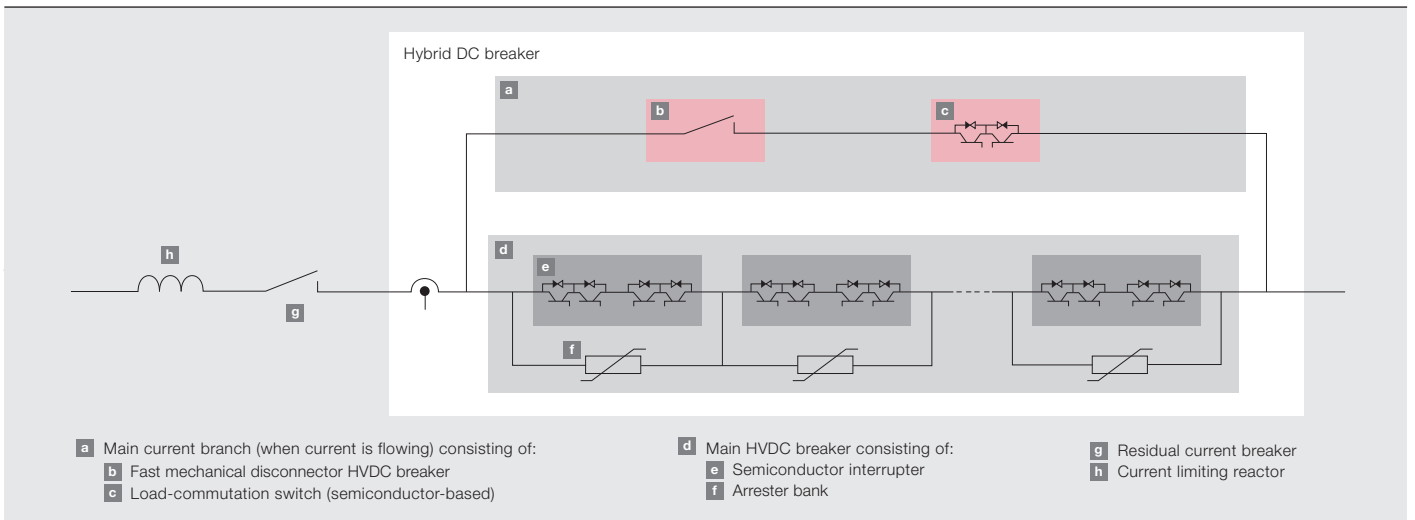 Hybrid DC breaker
a
b
c
h
d
e
g
f
a Main current branch (when current is flowing) consisting of:
b Fast mechanical disconnector HVDC breaker
c Load-commutation switch (semiconductor-based)
d Main HVDC breaker consisting of:
e Semiconductor interrupter
f Arrester bank
g Residual current breaker
h Current limiting reactor